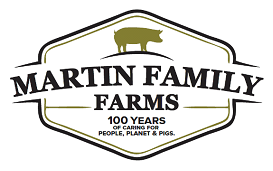 MARTIN FAMILY
FARMS
100 YEARS
OF CARING FOR
PEOPLE, PLANET & PIGS.